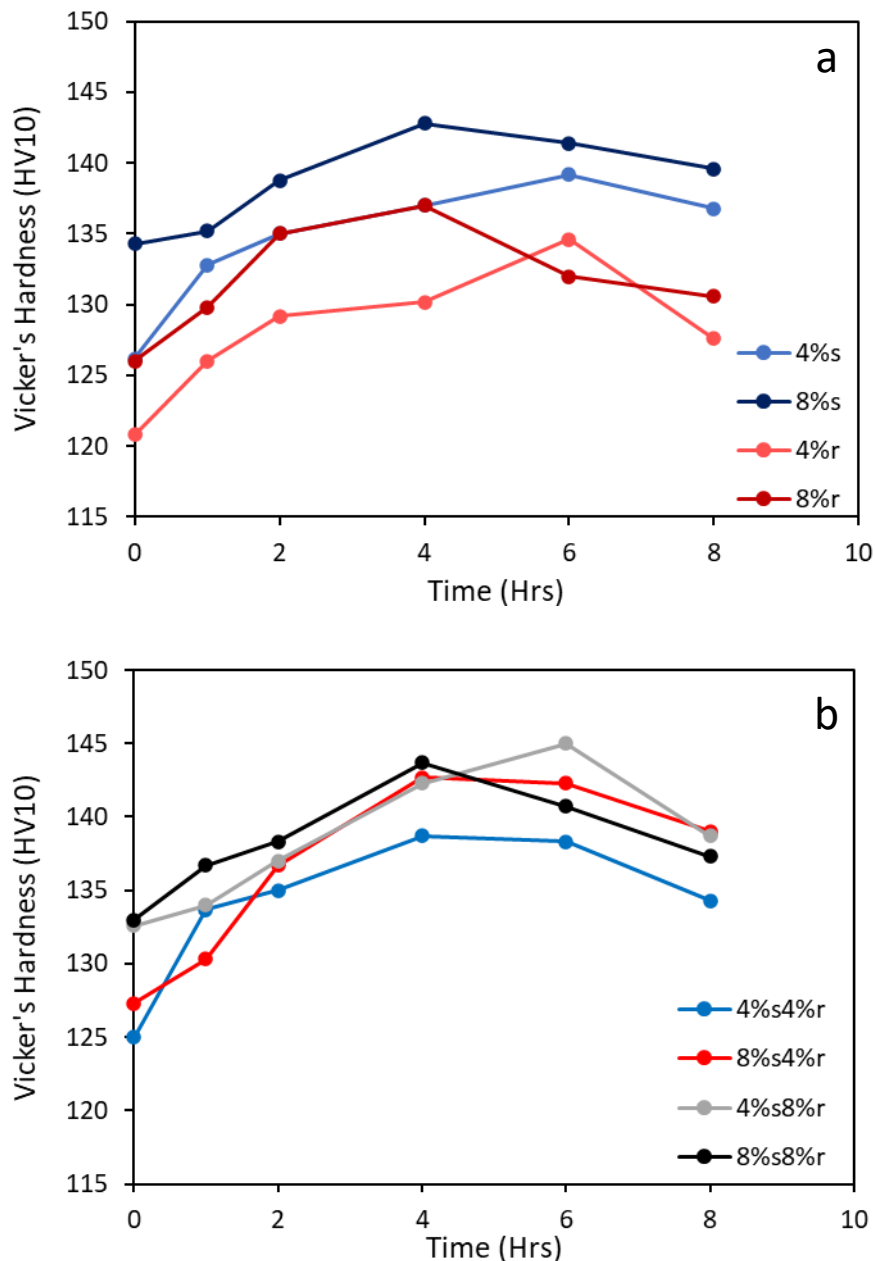 a
150
145
140
135
130
125
120
115
Vicker's Hardness (HV10)
4%s
8%s
4%r
8%r
0 2 4 6 8 10
Time (Hrs)
b
150
145
140
135
130
125
120
115
Vicker's Hardness (HV10)
4%s4%r
8%s4%r
4%s8%r
8%s8%r
0 2 4 6 8 10
Time (Hrs)